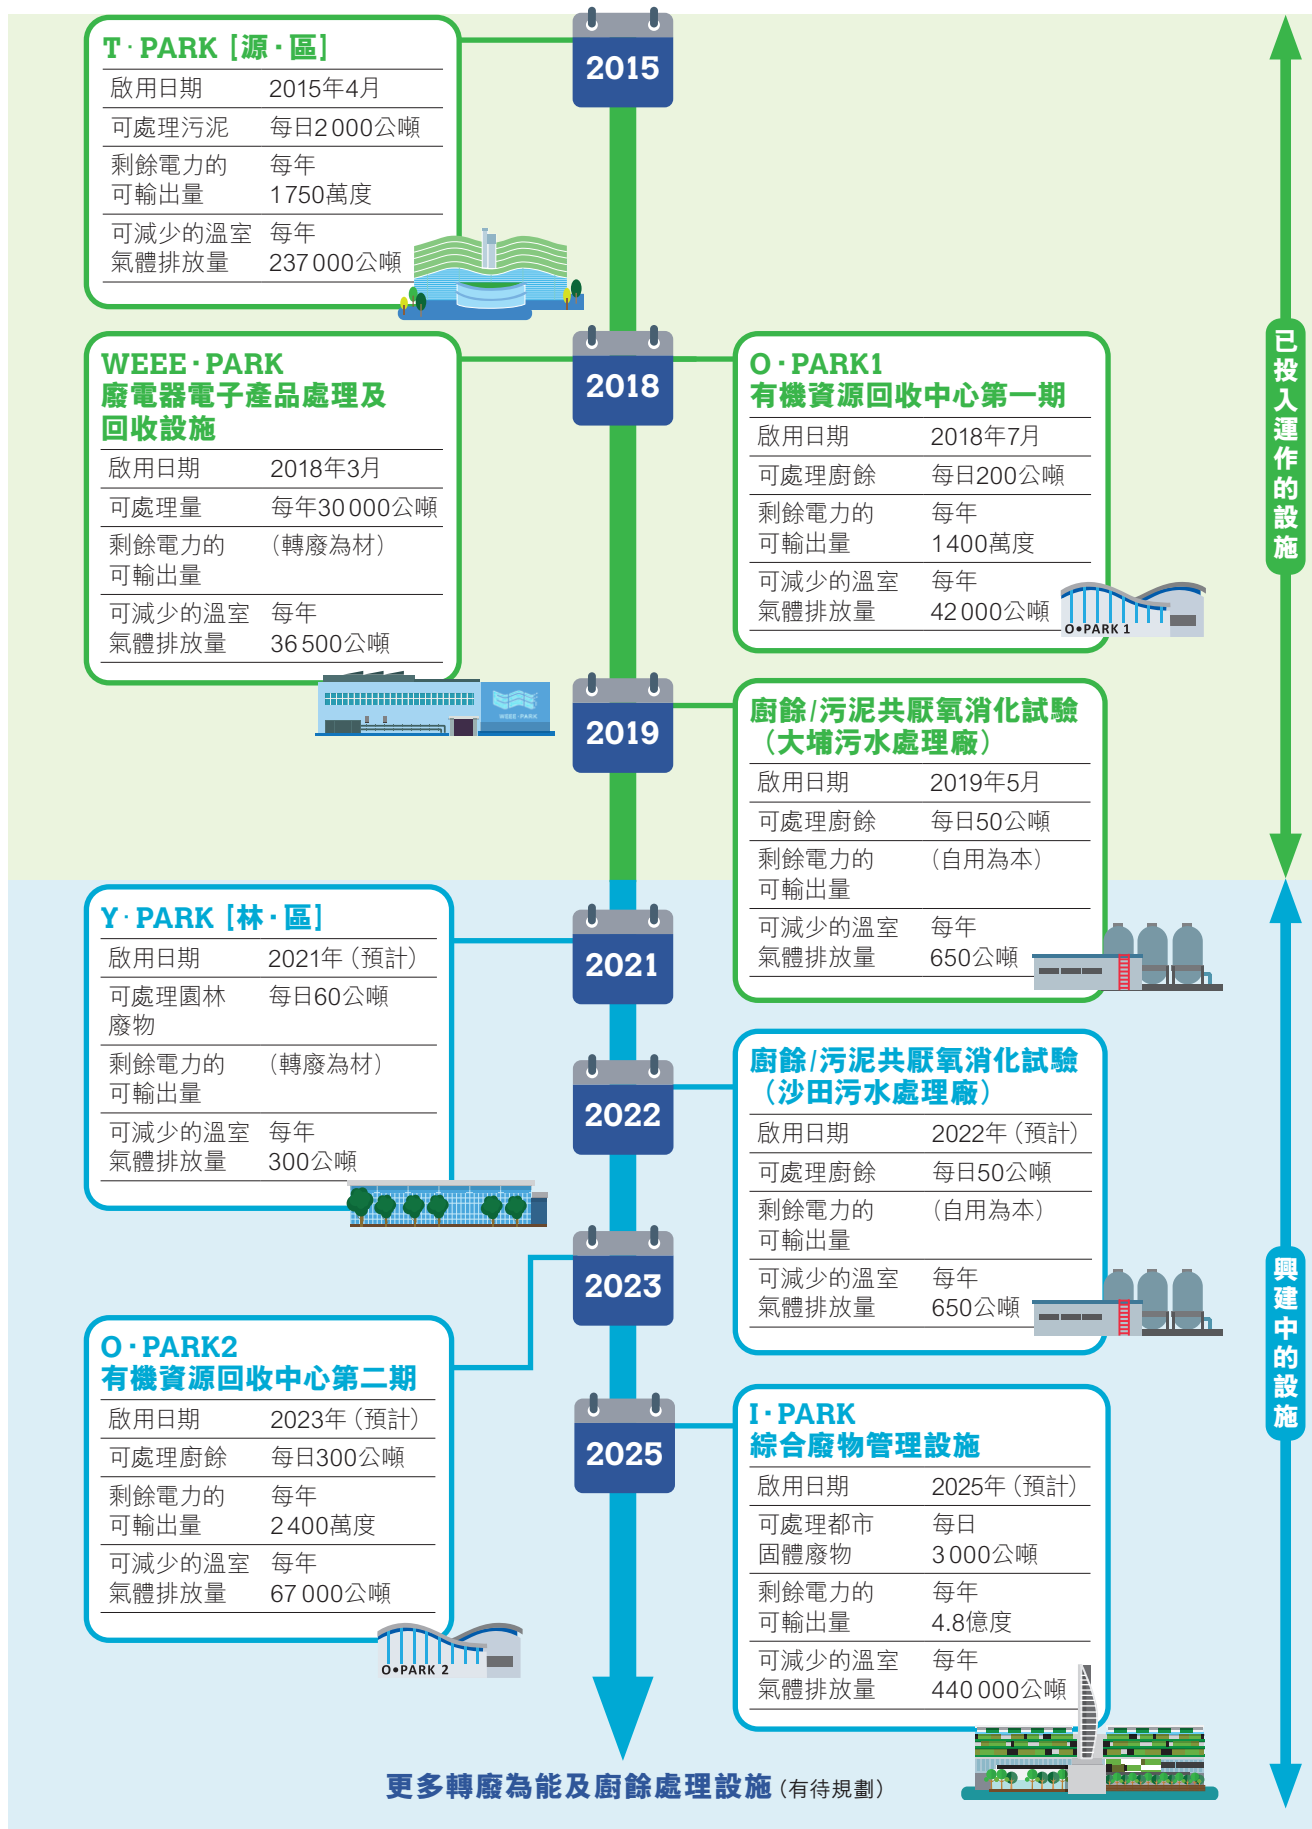 2015
T · PARK [源 · 區]
啟用日期 2015年4月
可處理污泥 每日2 000公噸
剩餘電力的 每年
可輸出量 1 750萬度
可減少的溫室 每年
氣體排放量 237 000公噸
2018
WEEE · PARK
廢電器電子產品處理及
回收設施
啟用日期 2018年3月
可處理量 每年30 000公噸
剩餘電力的 （轉廢為材）
可輸出量
可減少的溫室 每年
氣體排放量 36 500公噸
WEEE · PARK
O · PARK1
有機資源回收中心第一期
啟用日期 2018年7月
可處理廚餘 每日200公噸
剩餘電力的 每年
可輸出量 1 400萬度
可減少的溫室 每年
氣體排放量 42 000公噸
O•PARK 1
2019
廚餘/污泥共厭氧消化試驗
（大埔污水處理廠）
啟用日期 2019年5月
可處理廚餘 每日50公噸
剩餘電力的 （自用為本）
可輸出量
可減少的溫室 每年
氣體排放量 650公噸
已投入運作的設施
2021
Y · PARK [林 · 區]
啟用日期 2021年（預計）
可處理園林 每日60公噸
廢物
剩餘電力的 （轉廢為材）
可輸出量
可減少的溫室 每年
氣體排放量 300公噸
2022
廚餘/污泥共厭氧消化試驗
（沙田污水處理廠）
啟用日期 2022年（預計）
可處理廚餘 每日50公噸
剩餘電力的 （自用為本）
可輸出量
可減少的溫室 每年
氣體排放量 650公噸
2023
O · PARK2
有機資源回收中心第二期
啟用日期 2023年（預計）
可處理廚餘 每日300公噸
剩餘電力的 每年
可輸出量 2 400萬度
可減少的溫室 每年
氣體排放量 67 000公噸
O•PARK 2
2025
I · PARK
綜合廢物管理設施
啟用日期 2025年（預計）
可處理都市 每日
固體廢物 3 000公噸
剩餘電力的 每年
可輸出量 4.8億度
可減少的溫室 每年
氣體排放量 440 000公噸
興建中的設施
更多轉廢為能及廚餘處理設施（有待規劃）